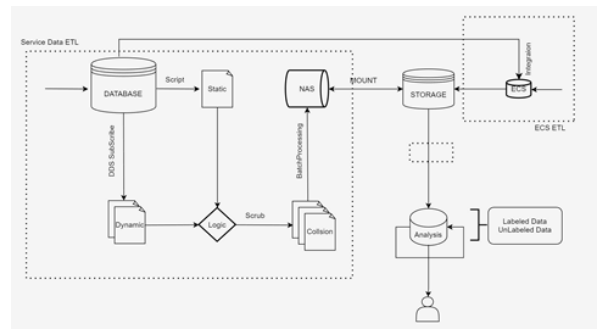 Service Data ETL
DATABASE
Script
Static
NAS
MOUNT
STORAGE
Integraion
ECS
ECS ETL
DDS SubScribe
BatchProcessing
Dynamic
Logic
Scrub
Collsion
Analysis
Labeled Data
UnLabeled Data